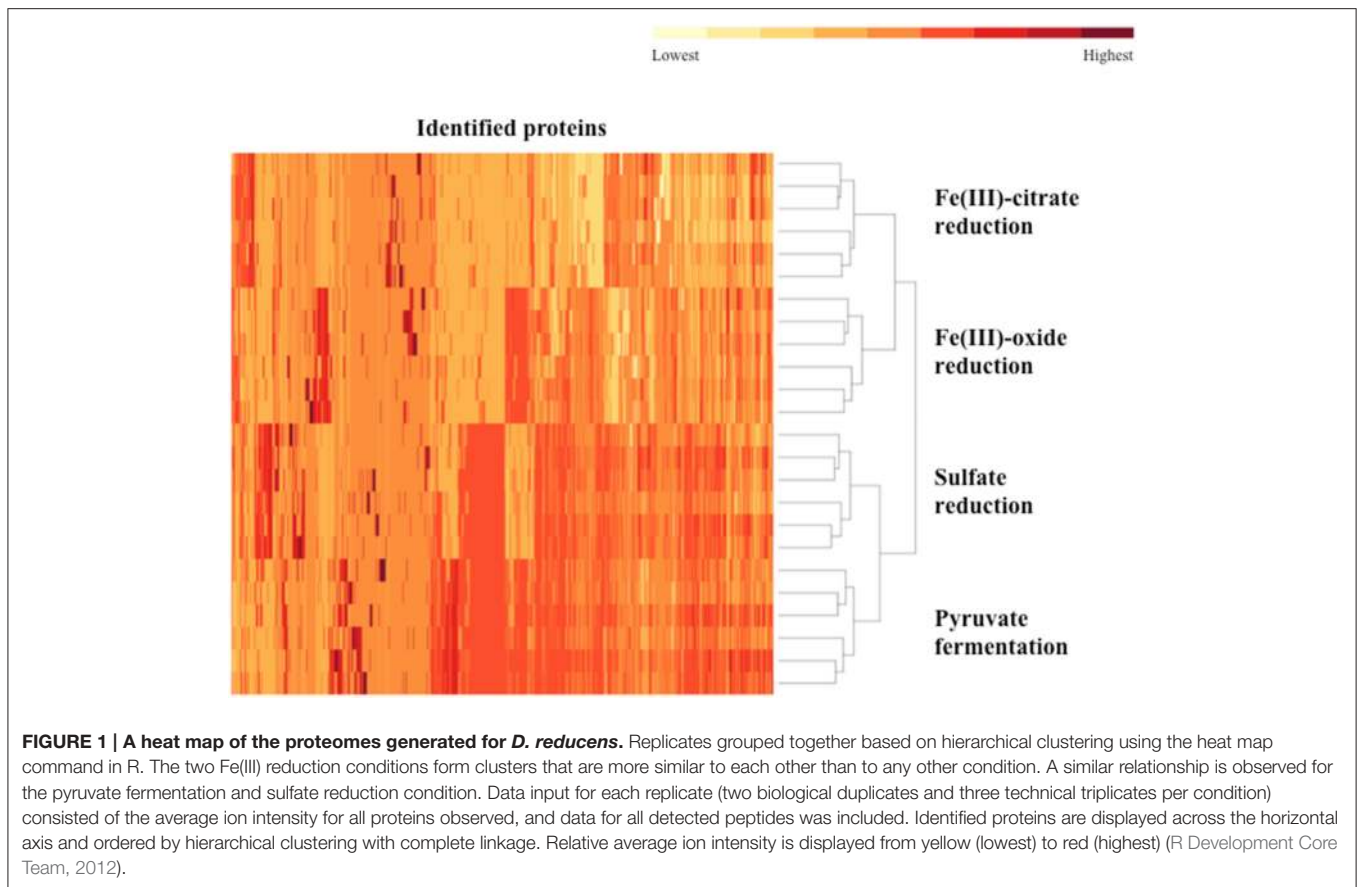 Lowest Highest
Identified proteins
Fe(III)-citrate
reduction
Fe(III)-oxide
reduction
Sulfate
reduction
Pyruvate
fermentation
FIGURE 1 | A heat map of the proteomes generated for D. reducens. Replicates grouped together based on hierarchical clustering using the heat map
command in R. The two Fe(III) reduction conditions form clusters that are more similar to each other than to any other condition. A similar relationship is observed for
the pyruvate fermentation and sulfate reduction condition. Data input for each replicate (two biological duplicates and three technical triplicates per condition)
consisted of the average ion intensity for all proteins observed, and data for all detected peptides was included. Identified proteins are displayed across the horizontal
axis and ordered by hierarchical clustering with complete linkage. Relative average ion intensity is displayed from yellow (lowest) to red (highest) (R Development Core
Team, 2012).